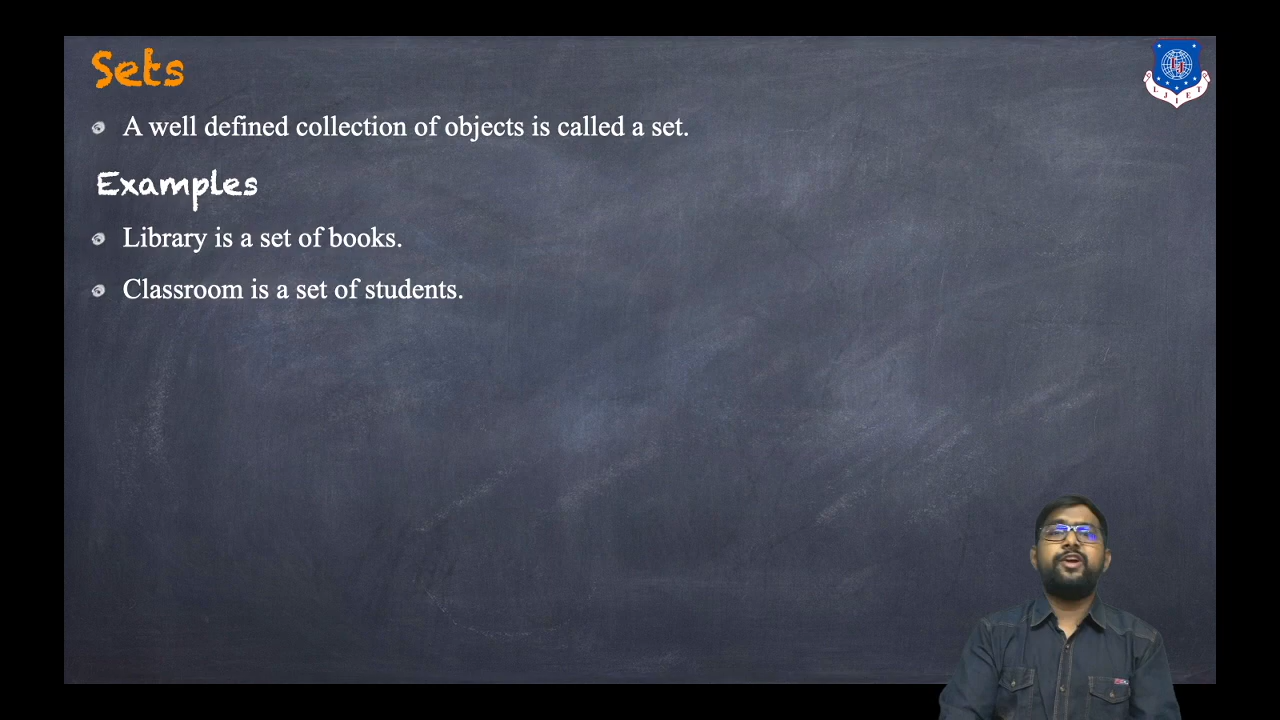 Sets
A well defined collection of objects is called a set.
Examples
Library is a set of books.
Classroom is a set of students.
L J I E T